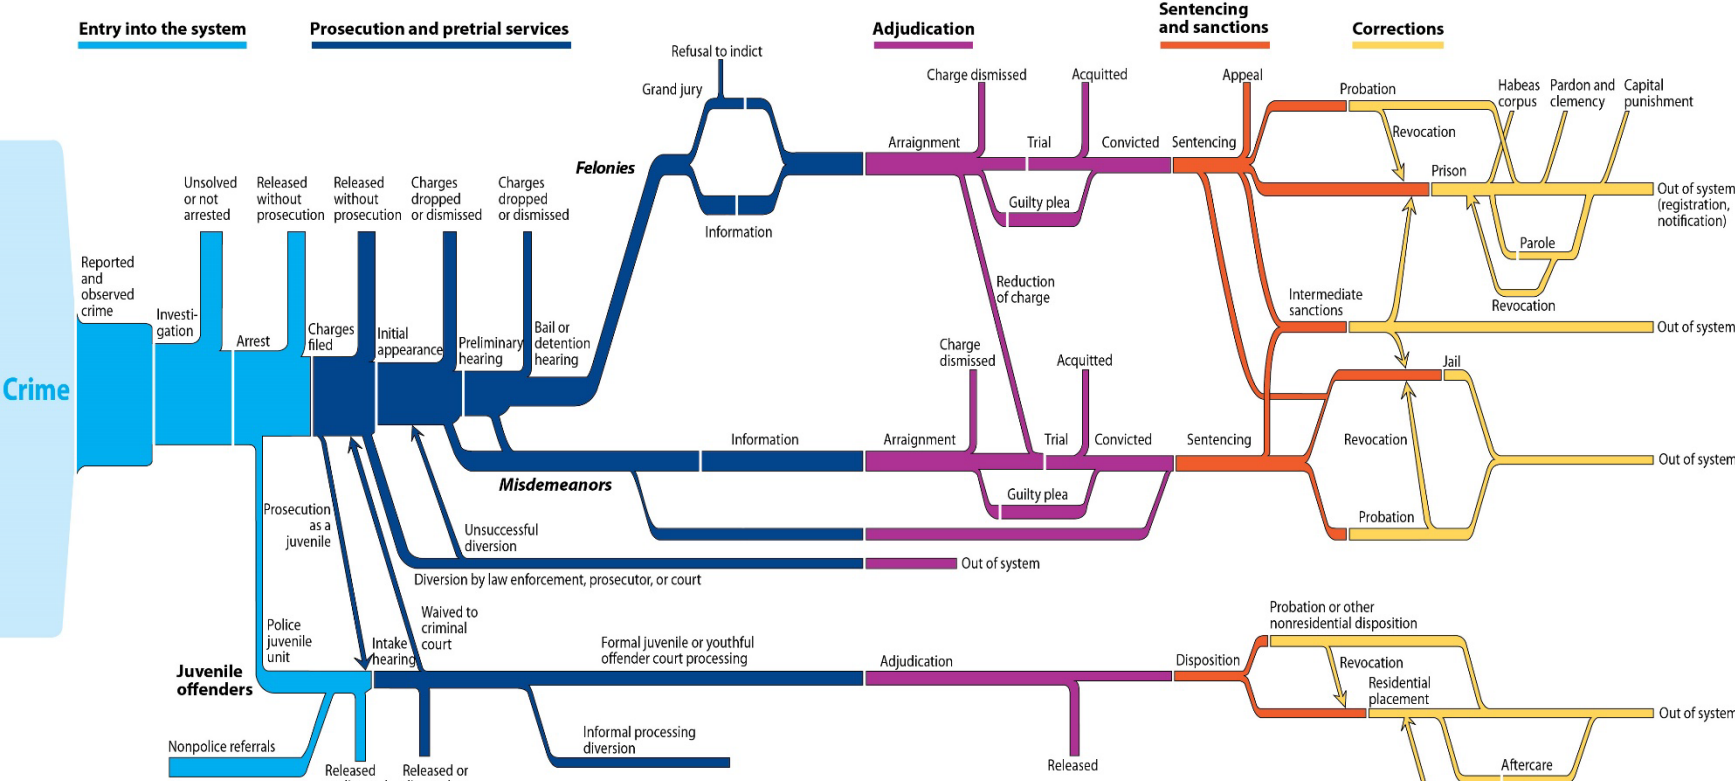 Entry into the system
Prosecution and pretrial services
Adjudication
Sentencing
and sanctions
Corrections
Crime
Reported
and
observed
crime
Investi-
gation
Unsolved
or not
arrested
Arrest
Released
without
prosecution
Charges
filed
Released
without
prosecution
Initial
appearance
Charges
dropped
or dismissed
Preliminary
hearing
Charges
dropped
or dismissed
Bail or
detention
hearing
Felonies
Grand jury
Refusal to indict
Information
Arraignment
Charge dismissed
Trial
Acquitted
Convicted
Guilty plea
Reduction
of charge
Sentencing
Appeal
Probation
Revocation
Prison
Habeas
corpus
Pardon and
clemency
Capital
punishment
Out of system
(registration,
notification)
Parole
Revocation
Intermediate
sanctions
Out of system
Misdemeanors
Information
Arraignment
Charge
dismissed
Trial
Acquitted
Convicted
Guilty plea
Sentencing
Jail
Revocation
Probation
Out of system
Unsuccessful
diversion
Diversion by law enforcement, prosecutor, or court
Out of system
Prosecution
as a
juvenile
Waived to
criminal
court
Police
juvenile
unit
Juvenile
offenders
Intake
hearing
Formal juvenile or youthful
offender court processing
Adjudication
Released
Disposition
Probation or other
nonresidential disposition
Revocation
Residential
placement
Out of system
Aftercare
Nonpolice referrals
Released
Released or
Informal processing
diversion